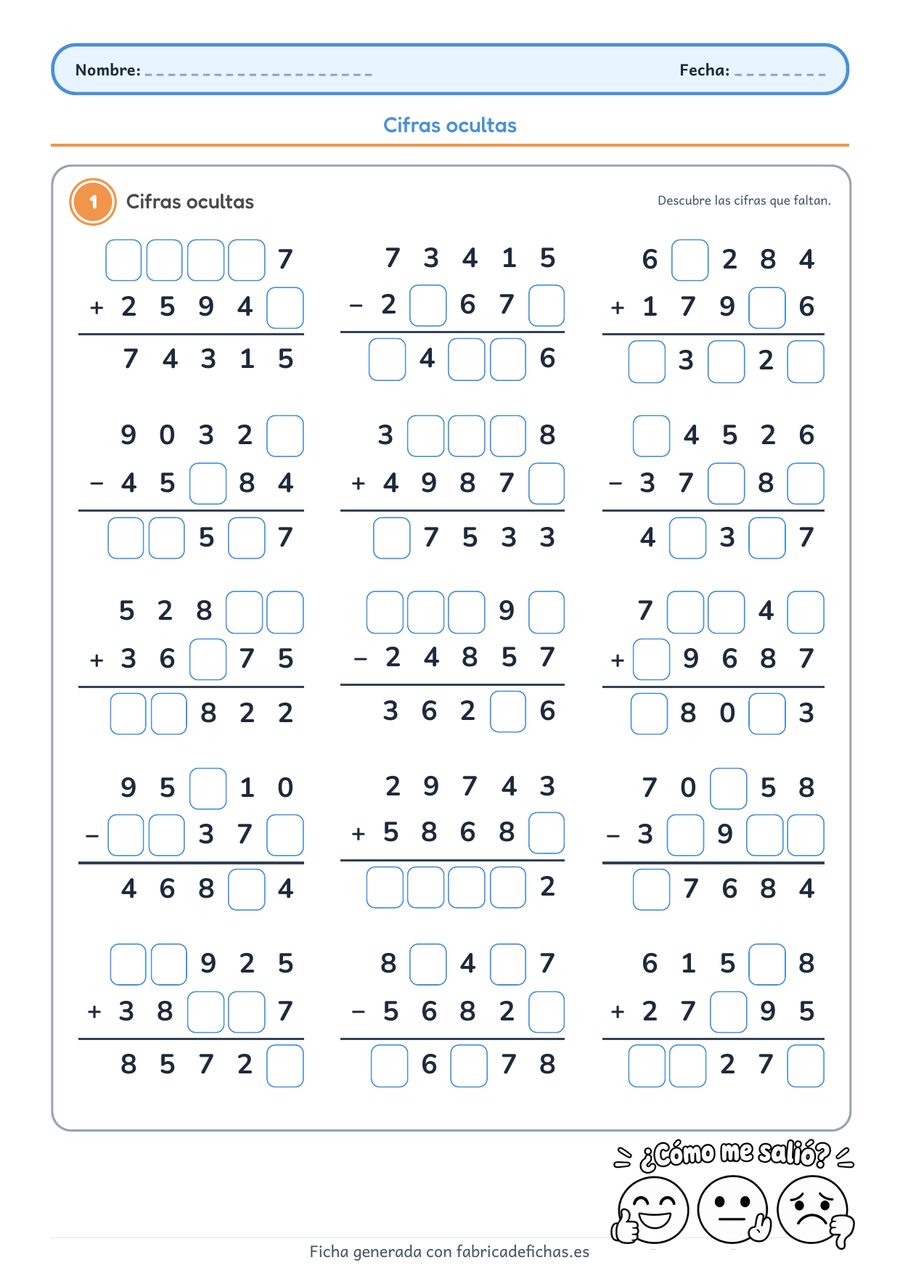 Nombre: Fecha:
Cifras ocultas
1 Cifras ocultas Descubre las cifras que faltan.
7 7 3 4 1 5 6 2 8 4
+ 2 5 9 4 − 2 6 7 + 1 7 9 6
7 4 3 1 5 4 6 3 2
9 0 3 2 3 8 4 5 2 6
− 4 5 8 4 + 4 9 8 7 − 3 7 8
5 7 7 5 3 3 4 3 7
5 2 8 9 7 4
+ 3 6 7 5 − 2 4 8 5 7 + 9 6 8 7
8 2 2 3 6 2 6 8 0 3
9 5 1 0 2 9 7 4 3 7 0 5 8
− 3 7 + 5 8 6 8 − 3 9
4 6 8 4 2 7 6 8 4
9 2 5 8 4 7 6 1 5 8
+ 3 8 7 − 5 6 8 2 + 2 7 9 5
8 5 7 2 6 7 8 2 7
¿Cómo me salió?
Ficha generada con fabricadefichas.es